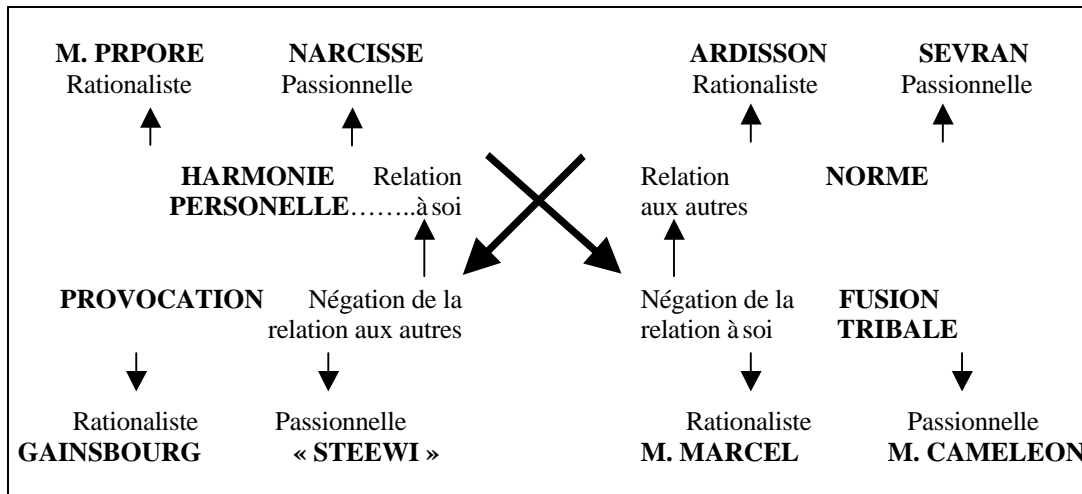 M. PRPORE NARCISSE ARDISSON SEVRAN
Rationaliste Passionnelle Rationaliste Passionnelle
HARMONIE Relation Relation NORME
PERSONELLE……..à soi aux autres
PROVOCATION Négation de la Négation de la FUSION
relation aux autres relation à soi TRIBALE
Rationaliste Passionnelle Rationaliste Passionnelle
GAINSBOURG « STEEWI » M. MARCEL M. CAMELEON